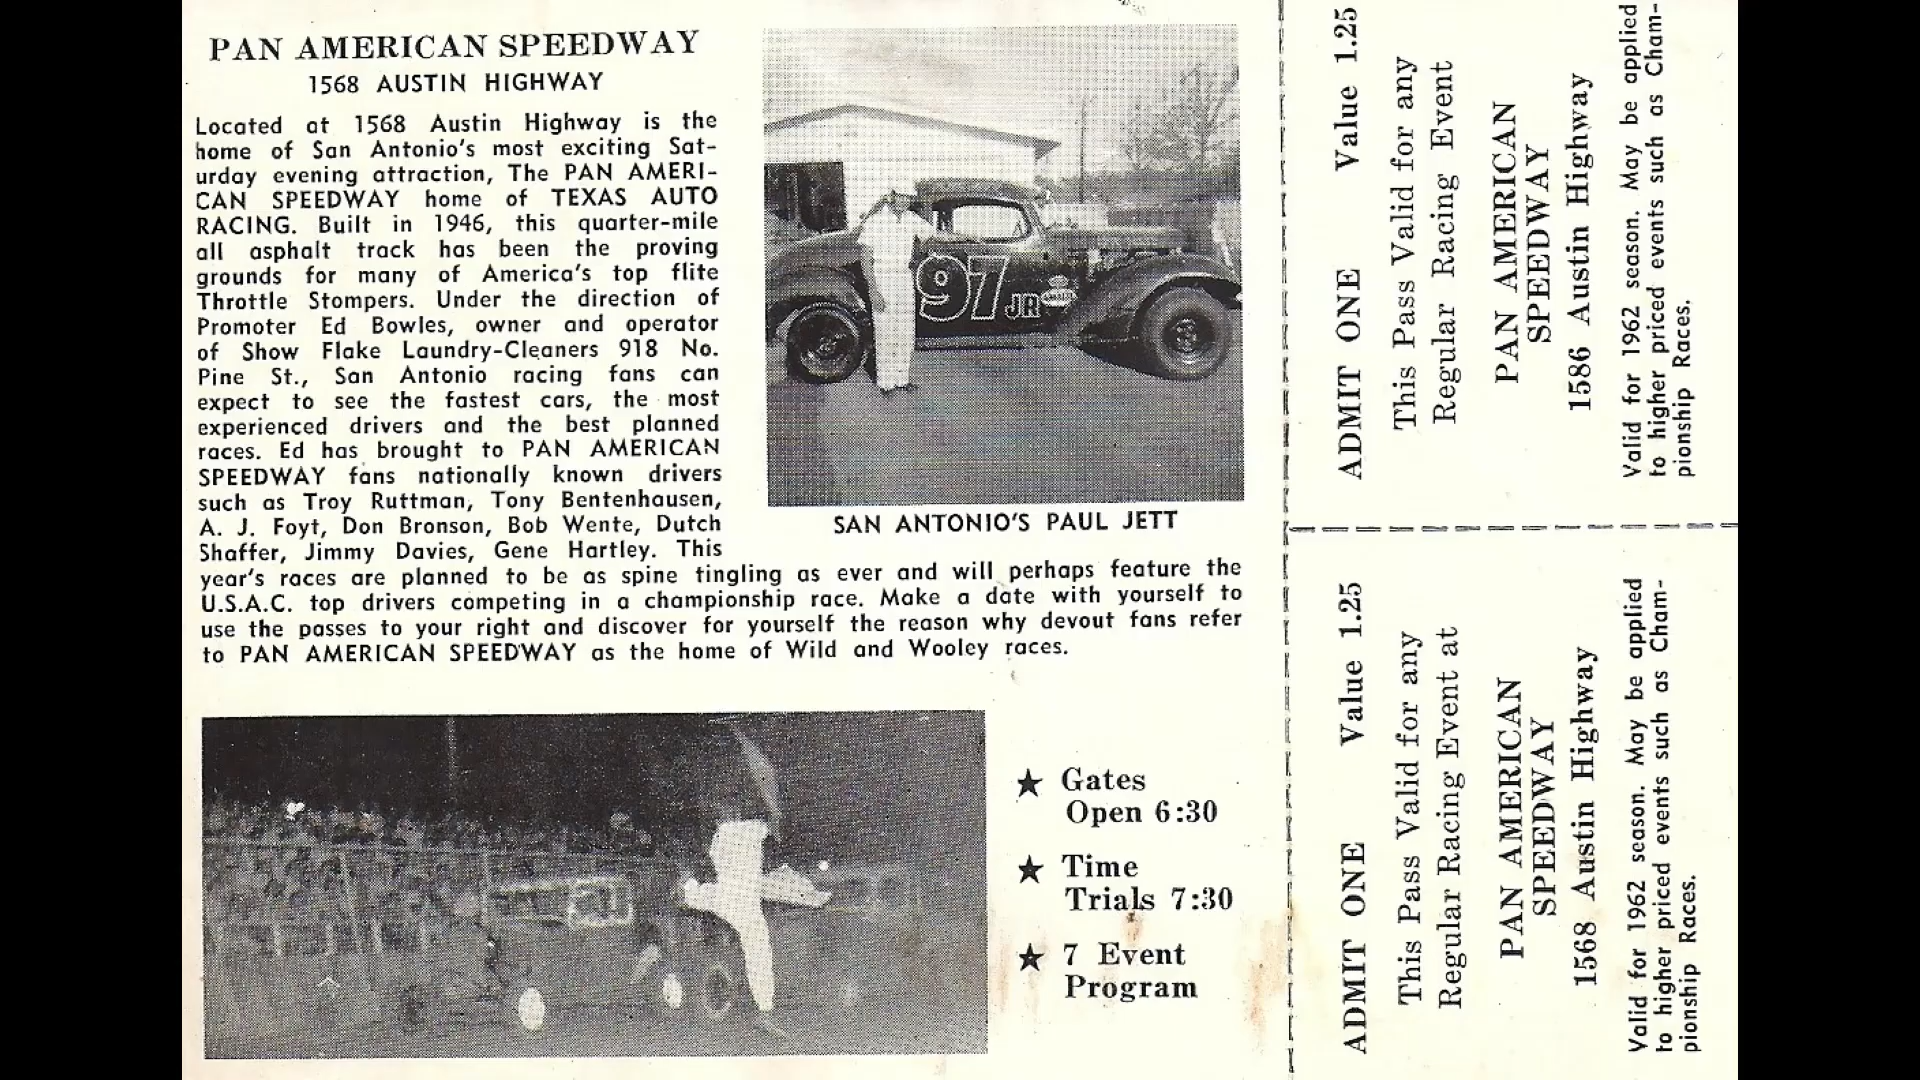 PAN AMERICAN SPEEDWAY
1568 AUSTIN HIGHWAY
Located at 1568 Austin Highway is the
home of San Antonio's most exciting Sat-
urday evening attraction, The PAN AMERI-
CAN SPEEDWAY home of TEXAS AUTO
RACING. Built in 1946, this quarter-mile
all asphalt track has been the proving
grounds for many of America's top flite
Throttle Stompers. Under the direction of
Promoter Ed Bowles, owner and operator
of Show Flake Laundry-Cleaners 918 No.
Pine St., San Antonio racing fans can
expect to see the fastest cars, the most
experienced drivers and the best planned
races. Ed has brought to PAN AMERICAN
SPEEDWAY fans nationally known drivers
such as Troy Ruttman, Tony Bentenhausen,
A. J. Foyt, Don Bronson, Bob Wente, Dutch
Shaffer, Jimmy Davies, Gene Hartley. This
year's races are planned to be as spine tingling as ever and will perhaps feature the
U.S.A.C. top drivers competing in a championship race. Make a date with yourself to
use the passes to your right and discover for yourself the reason why devout fans refer
to PAN AMERICAN SPEEDWAY as the home of Wild and Wooley races.
97 JR
SAN ANTONIO'S PAUL JETT
★ Gates
Open 6:30
★ Time
Trials 7:30
★ 7 Event
Program
ADMIT ONE Value 1.25
This Pass Valid for any
Regular Racing Event
PAN AMERICAN
SPEEDWAY
1586 Austin Highway
Valid for 1962 season. May be applied
to higher priced events such as Cham-
pionship Races.
ADMIT ONE Value 1.25
This Pass Valid for any
Regular Racing Event at
PAN AMERICAN
SPEEDWAY
1568 Austin Highway
Valid for 1962 season. May be applied
to higher priced events such as Cham-
pionship Races.